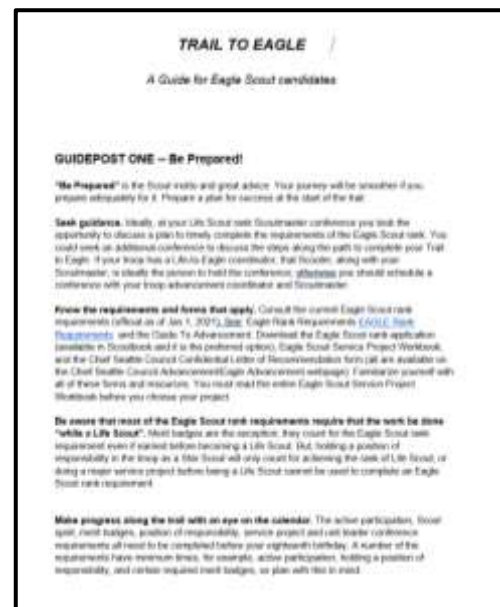 TRAIL TO EAGLE
A Guide for Eagle Scout candidates
GUIDEPOST ONE – Be Prepared!
"Be Prepared" is the Scout motto and great advice. Your journey will be smoother if you
prepare adequately for it. Prepare a plan for success at the start of the trail.
Seek guidance. Ideally, at your Life Scout rank Scoutmaster conference you took the
opportunity to discuss a plan to timely complete the requirements of the Eagle Scout rank. You
could seek an additional conference to discuss the steps along the path to complete your Trail
to Eagle. If your troop has a Life-to-Eagle coordinator, that Scouter, along with your
Scoutmaster, is ideally the person to hold the conference, otherwise you should schedule a
conference with your troop advancement coordinator and Scoutmaster.
Know the requirements and forms that apply. Consult the current Eagle Scout rank
requirements (official as of Jan 1, 2021), See: Eagle Rank Requirements EAGLE Rank
Requirements and the Guide To Advancement. Download the Eagle Scout rank application
(available in Scoutbook and it is the preferred option), Eagle Scout Service Project Workbook,
and the Chief Seattle Council Confidential Letter of Recommendation form (all are available on
the Chief Seattle Council Advancement/Eagle Advancement webpage). Familiarize yourself with
all of these forms and resources. You must read the entire Eagle Scout Service Project
Workbook before you choose your project.
Be aware that most of the Eagle Scout rank requirements require that the work be done
"while a Life Scout". Merit badges are the exception, they count for the Eagle Scout rank
requirement even if earned before becoming a Life Scout. But, holding a position of
responsibility in the troop as a Star Scout will only count for achieving the rank of Life Scout, or
doing a major service project before being a Life Scout cannot be used to complete an Eagle
Scout rank requirement.
Make progress along the trail with an eye on the calendar. The active participation, Scout
spirit, merit badges, position of responsibility, service project and unit leader conference
requirements all need to be completed before your eighteenth birthday. A number of the
requirements have minimum times, for example, active participation, holding a position of
responsibility, and certain required merit badges, so plan with this in mind.